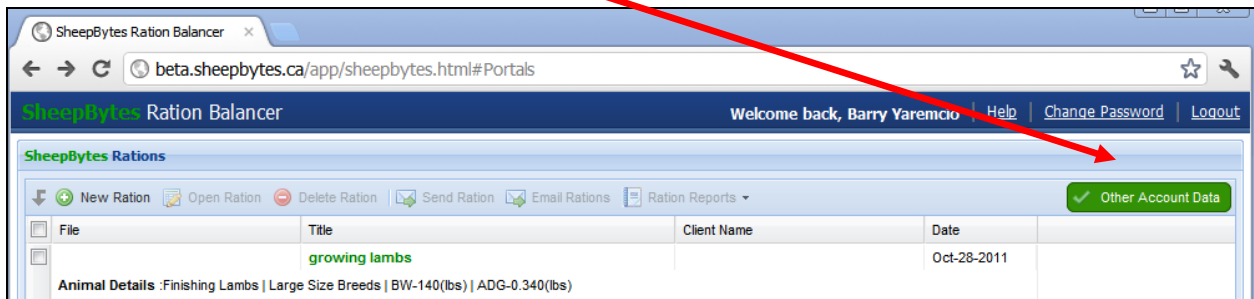 SheepBytes Ration Balancer ×
beta.sheepbytes.ca/app/sheepbytes.html#Portals
SheepBytes Ration Balancer Welcome back, Barry Yaremcio | Help | Change Password | Logout
SheepBytes Rations
New Ration Open Ration Delete Ration | Send Ration Email Rations Ration Reports Other Account Data
File Title Client Name Date
growing lambs Oct-28-2011
Animal Details :Finishing Lambs | Large Size Breeds | BW-140(lbs) | ADG-0.340(lbs)